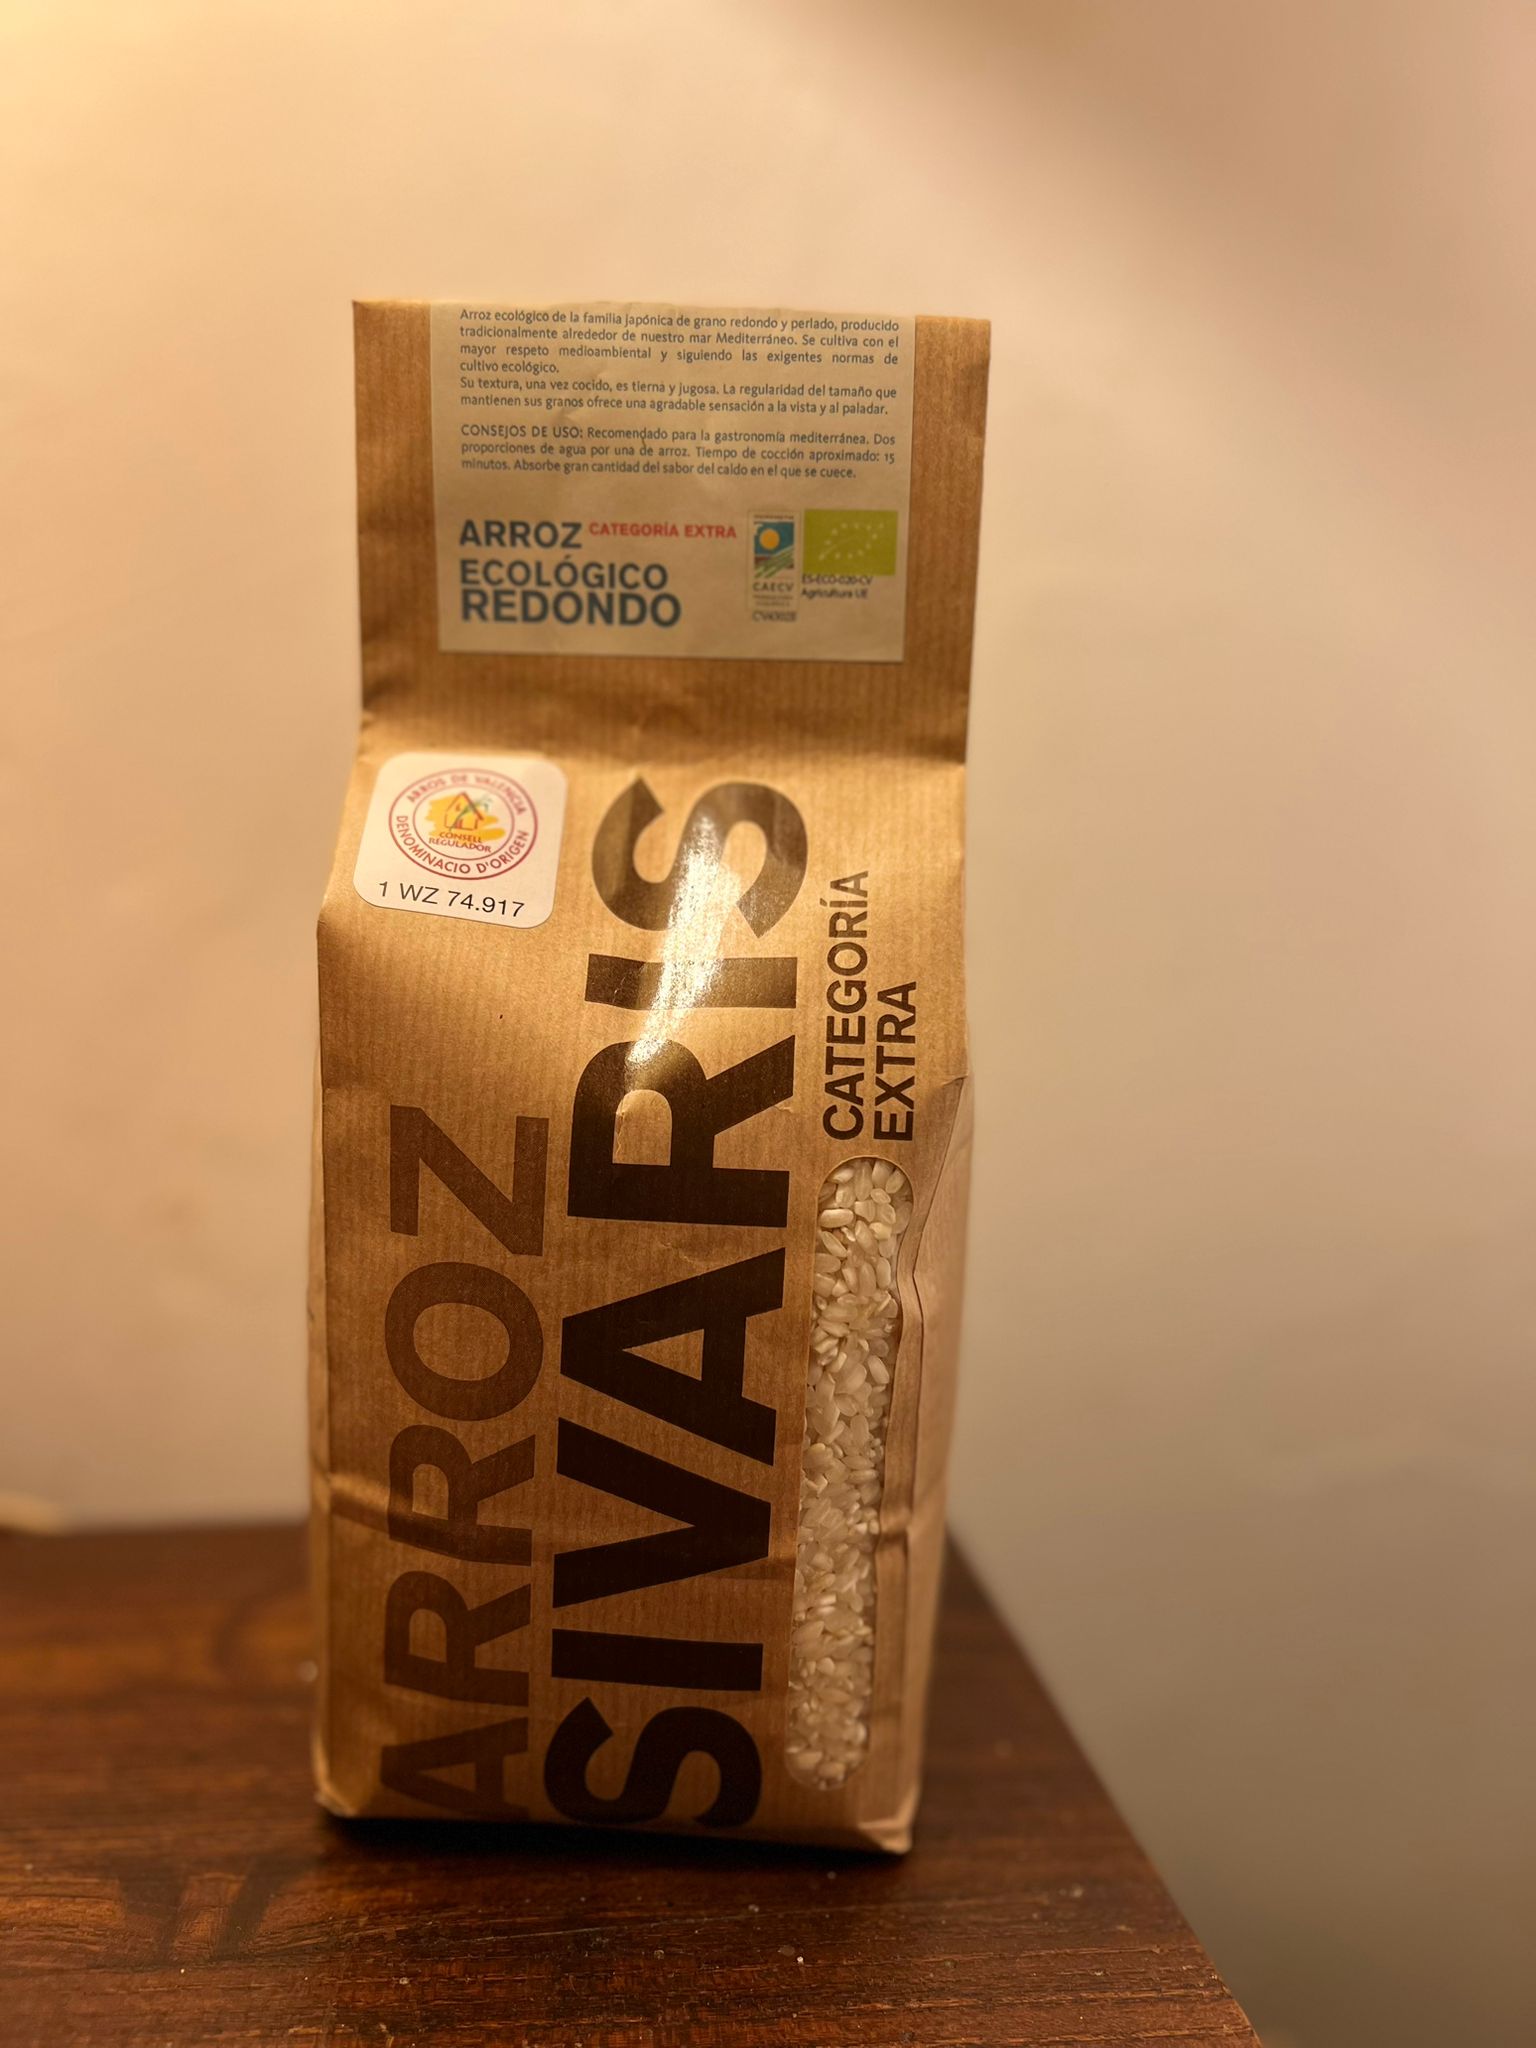 Arroz ecológico de la familia japónica de grano redondo y perlado, producido
tradicionalmente alrededor de nuestro mar Mediterráneo. Se cultiva con el
mayor respeto medioambiental y siguiendo las exigentes normas de
cultivo ecológico.
Su textura, una vez cocido, es tierna y jugosa. La regularidad del tamaño que
mantienen sus granos ofrece una agradable sensación a la vista y al paladar.
CONSEJOS DE USO: Recomendado para la gastronomía mediterránea. Dos
proporciones de agua por una de arroz. Tiempo de cocción aproximado: 15
minutos. Absorbe gran cantidad del sabor del caldo en el que se cuece.
ARROZ CATEGORÍA EXTRA
ECOLÓGICO
REDONDO
CAECV
ES-ECO-020-CV
Agricultura UE
ARROS DE VALENCIA
CONSELL
REGULADOR
DENOMINACIO D'ORIGEN
1 WZ 74.917
ARROZ
SIVARIS
CATEGORÍA
EXTRA